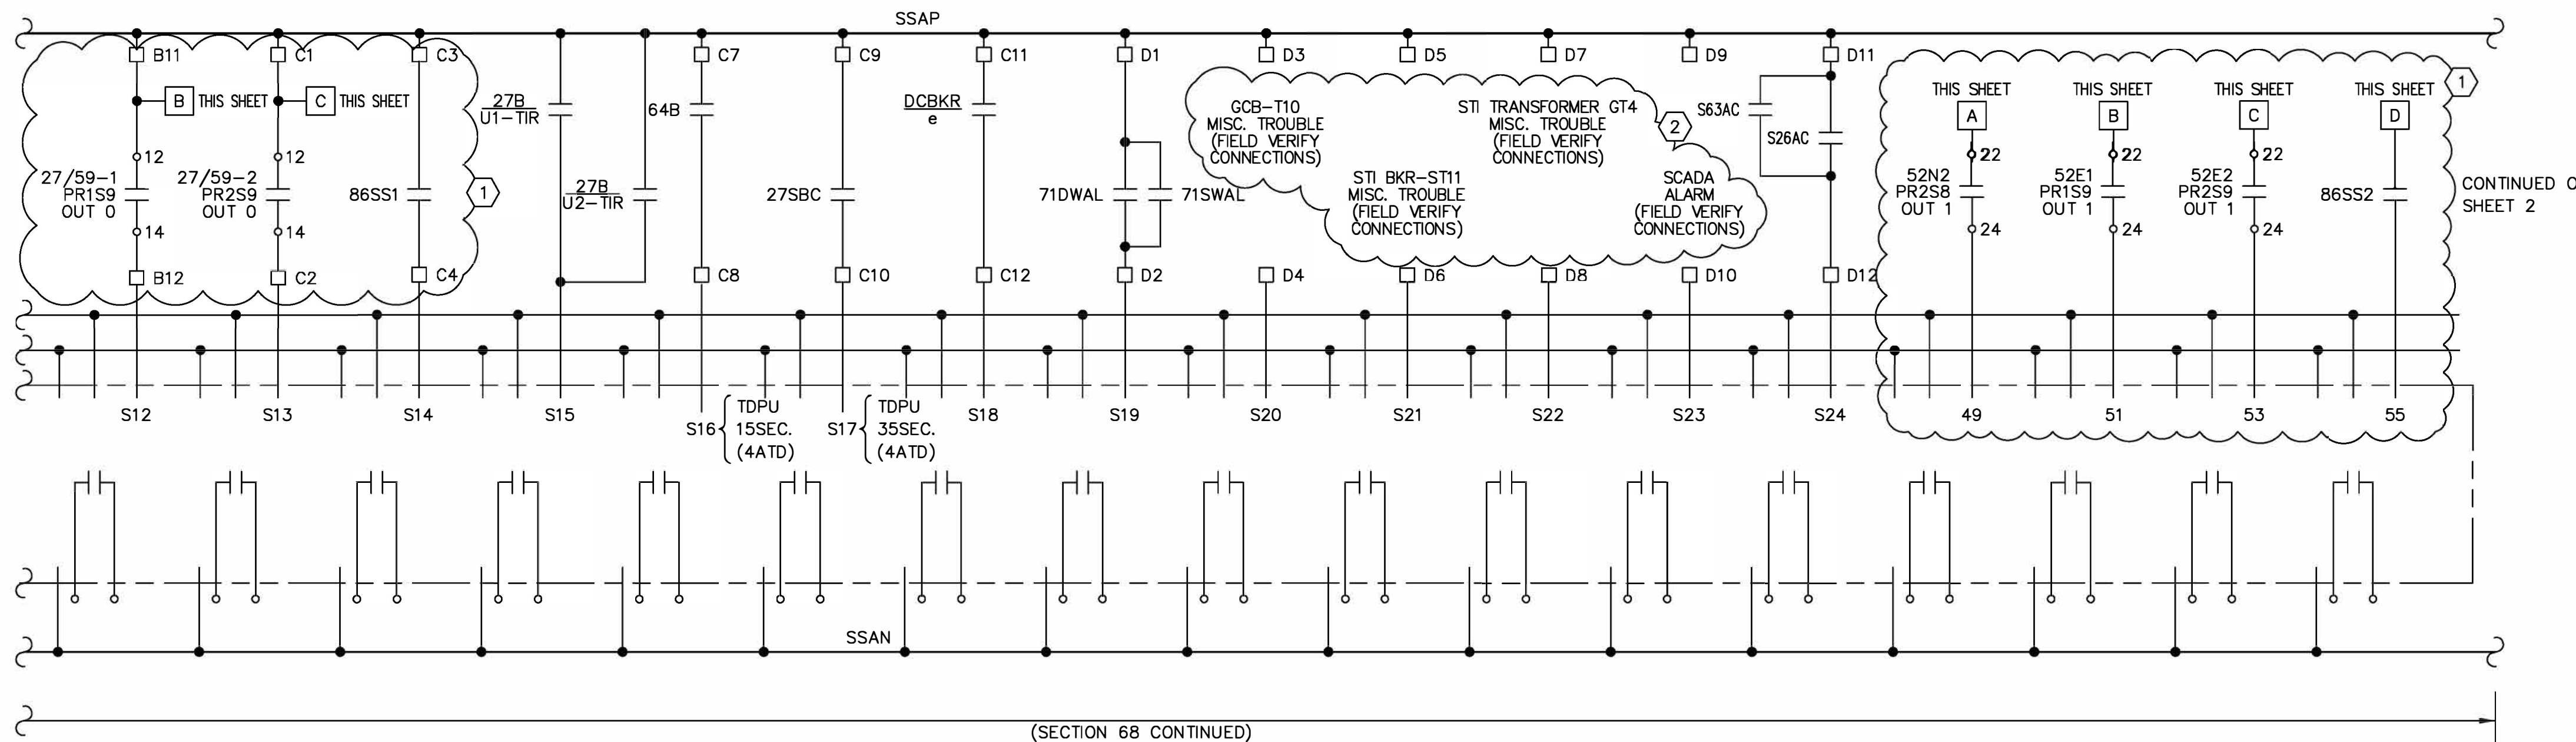 SSAP
B11
C1
C3
C7
C9
C11
D1
D3
D5
D7
D9
D11
B THIS SHEET
C THIS SHEET
27B
U1-TIR
64B
DCBKR
e
GCB-T10
MISC. TROUBLE
(FIELD VERIFY
CONNECTIONS)
STI TRANSFORMER GT4
MISC. TROUBLE
(FIELD VERIFY
CONNECTIONS)
2
S63AC
S26AC
THIS SHEET
A
THIS SHEET
B
THIS SHEET
C
THIS SHEET
D
1
12
27/59-1
PR1S9
OUT 0
14
12
27/59-2
PR2S9
OUT 0
14
86SS1
1
27B
U2-TIR
27SBC
71DWAL
71SWAL
STI BKR-ST11
MISC. TROUBLE
(FIELD VERIFY
CONNECTIONS)
SCADA
ALARM
(FIELD VERIFY
CONNECTIONS)
22
52N2
PR2S8
OUT 1
24
22
52E1
PR1S9
OUT 1
24
22
52E2
PR2S9
OUT 1
24
86SS2
CONTINUED O
SHEET 2
B12
C2
C4
C8
C10
C12
D2
D4
D6
D8
D10
D12
S12
S13
S14
S15
S16
TDPU
15SEC.
(4ATD)
S17
TDPU
35SEC.
(4ATD)
S18
S19
S20
S21
S22
S23
S24
49
51
53
55
SSAN
(SECTION 68 CONTINUED)